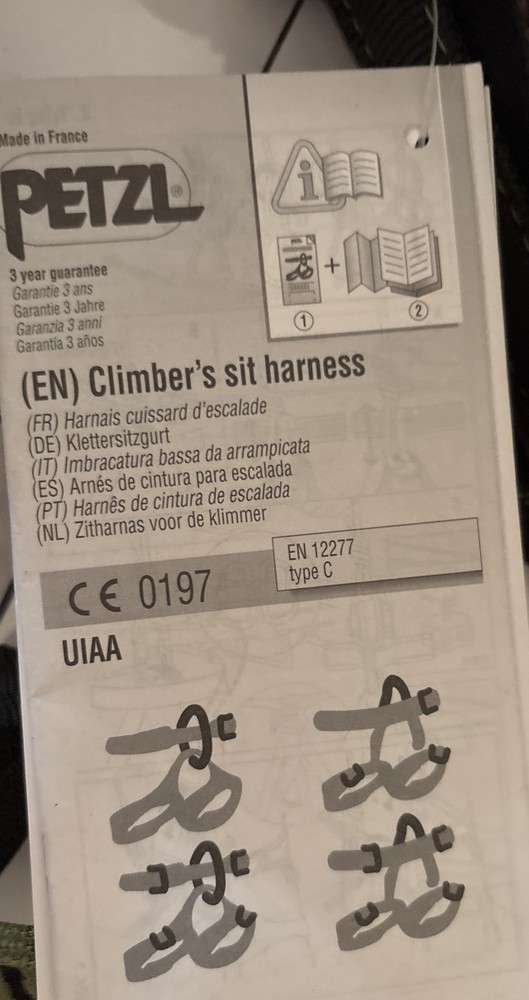 Made in France
PETZL®
3 year guarantee
Garantie 3 ans
Garantie 3 Jahre
Garanzia 3 anni
Garantía 3 años
i
+
1
2
(EN) Climber's sit harness
(FR) Harnais cuissard d'escalade
(DE) Klettersitzgurt
(IT) Imbracatura bassa da arrampicata
(ES) Arnés de cintura para escalada
(PT) Harnês de cintura de escalada
(NL) Zitharnas voor de klimmer
CE 0197
EN 12277
type C
UIAA